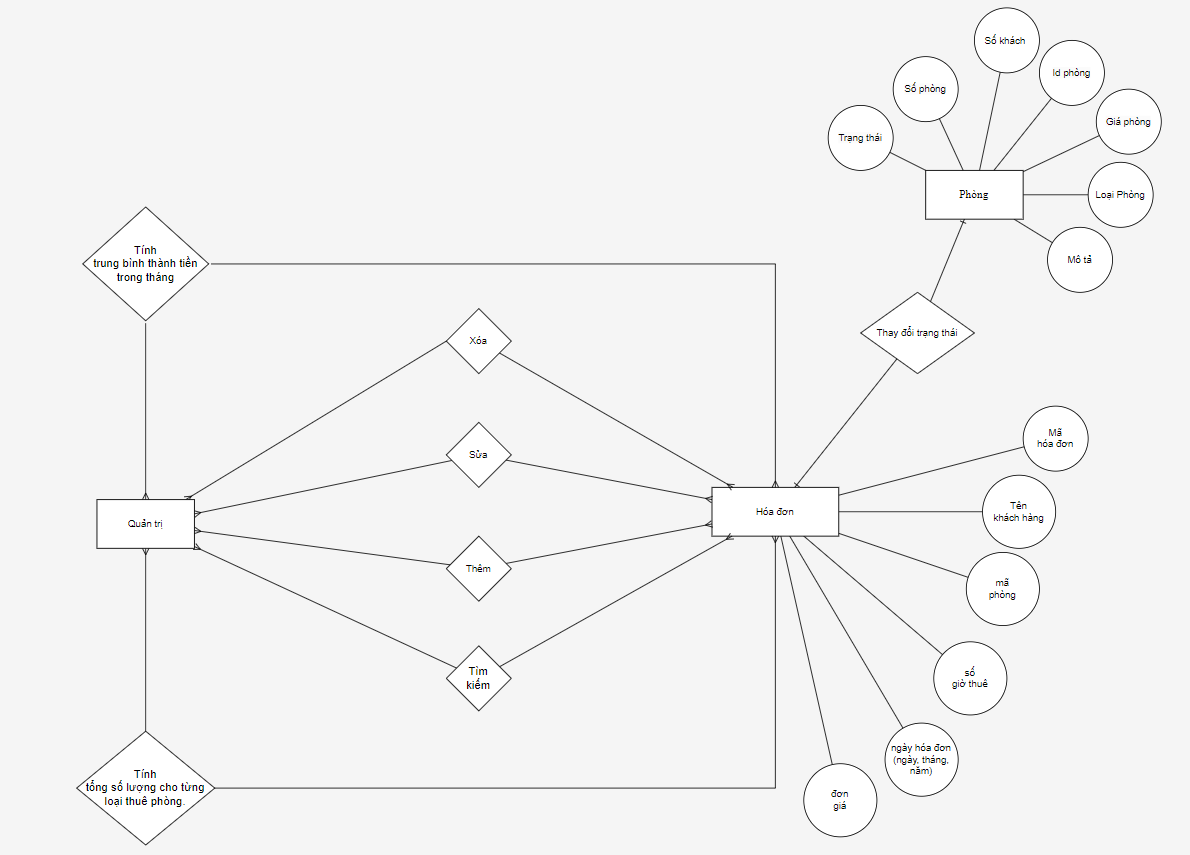 Số khách
Id phòng
Số phòng
Giá phòng
Trạng thái
Phòng
Loại Phòng
Mô tả
Tính
trung bình thành tiền
trong tháng
Thay đổi trạng thái
Xóa
Sửa
Mã
hóa đơn
Quản trị
Hóa đơn
Tên
khách hàng
Thêm
mã
phòng
Tìm
kiếm
số
giờ thuê
ngày hóa đơn
(ngày, tháng,
năm)
Tính
tổng số lượng cho từng
loại thuê phòng.
đơn
giá